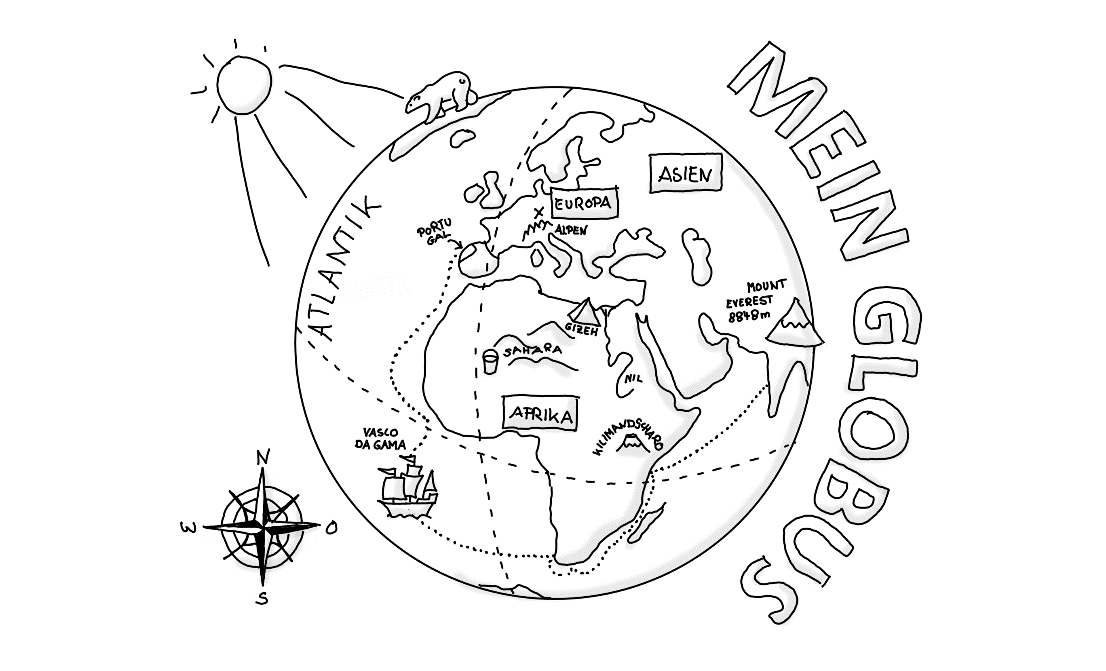 MEIN GLOBUS
ASIEN
EUROPA
ALPEN
PORTU
GAL
ATLANTIK
MOUNT
EVEREST
8848m
GIZEH
SAHARA
NIL
AFRIKA
KILIMANDSCHARO
VASCO
DA GAMA
N
W
O
S